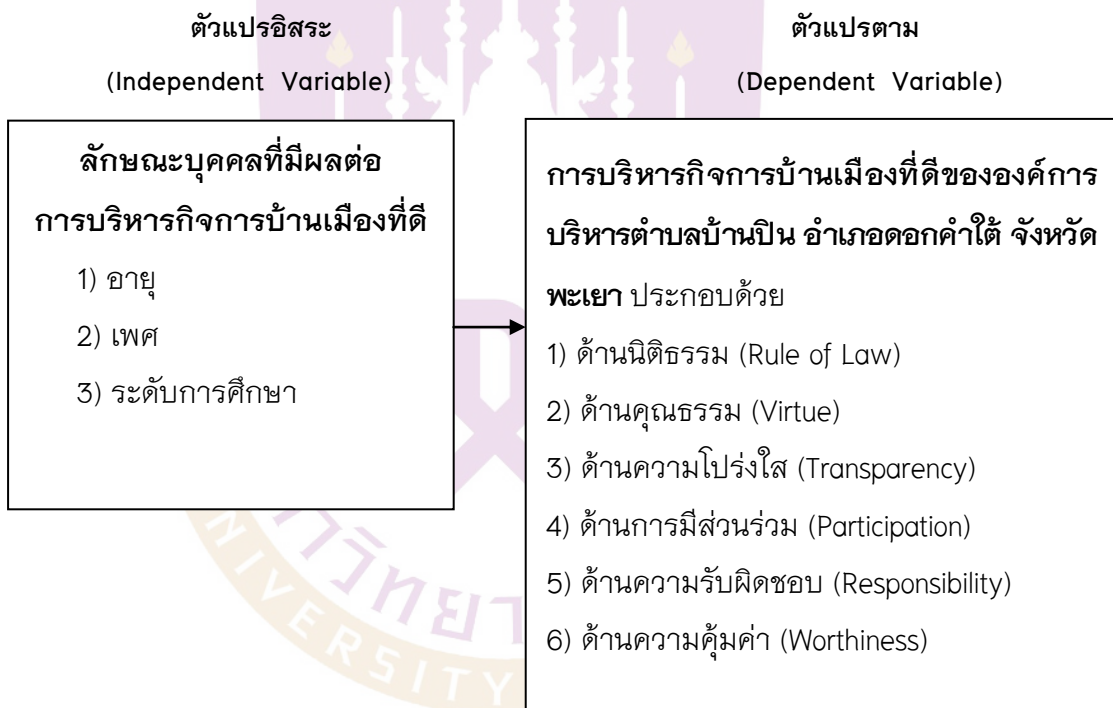 ตัวแปรอิสระ
(Independent Variable)
ตัวแปรตาม
(Dependent Variable)
ลักษณะบุคคลที่มีผลต่อ
การบริหารกิจการบ้านเมืองที่ดี
1) อายุ
2) เพศ
3) ระดับการศึกษา
การบริหารกิจการบ้านเมืองที่ดีขององค์การ
บริหารตำบลบ้านปิน อำเภอดอกคำใต้ จังหวัด
พะเยา ประกอบด้วย
1) ด้านนิติธรรม (Rule of Law)
2) ด้านคุณธรรม (Virtue)
3) ด้านความโปร่งใส (Transparency)
4) ด้านการมีส่วนร่วม (Participation)
5) ด้านความรับผิดชอบ (Responsibility)
6) ด้านความคุ้มค่า (Worthiness)